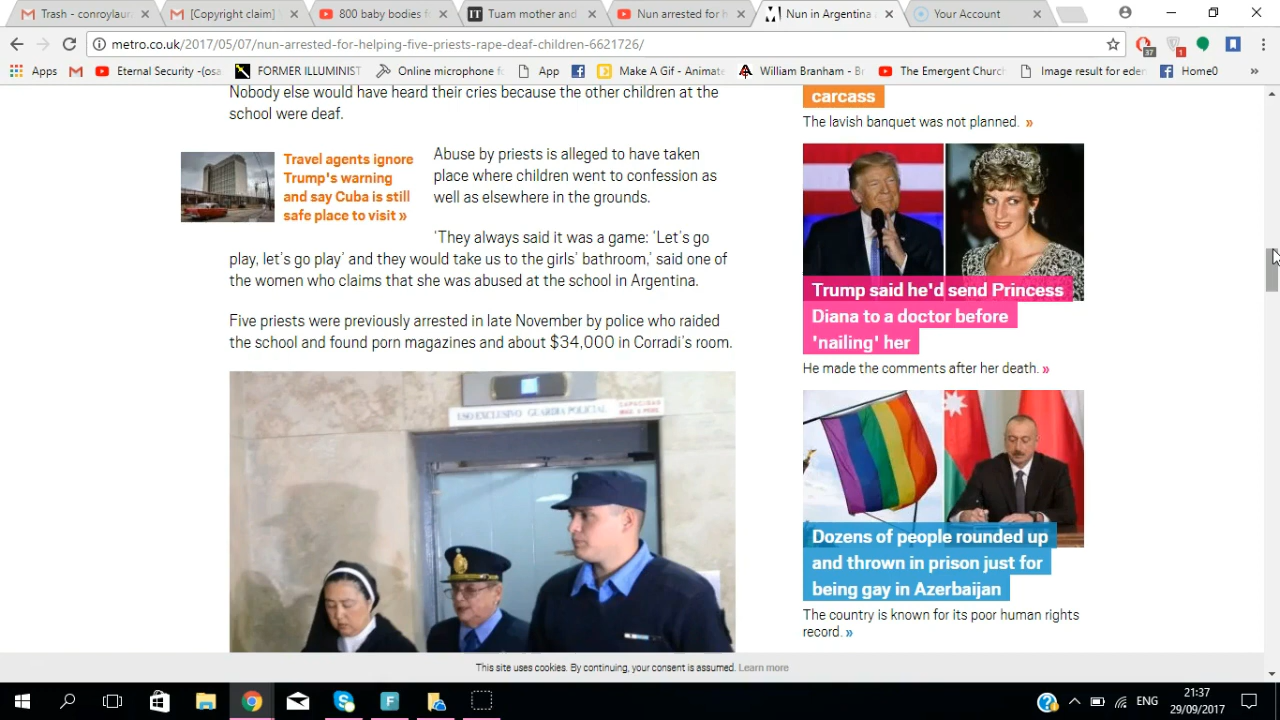 Trash - conroylau
[Copyright claim]
800 baby bodies f
Tuam mother and
Nun arrested for h
Nun in Argentina
Your Account
metro.co.uk/2017/05/07/nun-arrested-for-helping-five-priests-rape-deaf-children-6621726/
37
1
Apps
Eternal Security -(osa
FORMER ILLUMINIST
Online microphone f
App
Make A Gif - Animate
William Branham - B
The Emergent Churc
Image result for eden
Home0
»
Nobody else would have heard their cries because the other children at the
school were deaf.
Travel agents ignore
Trump's warning
and say Cuba is still
safe place to visit »
Abuse by priests is alleged to have taken
place where children went to confession as
well as elsewhere in the grounds.
'They always said it was a game: 'Let's go
play, let's go play' and they would take us to the girls' bathroom,' said one of
the women who claims that she was abused at the school in Argentina.
Five priests were previously arrested in late November by police who raided
the school and found porn magazines and about $34,000 in Corradi's room.
USO EXCLUSIVO GUARDIA POLICIAL
CAPACIDAD
carcass
The lavish banquet was not planned. »
Trump said he'd send Princess
Diana to a doctor before
'nailing' her
He made the comments after her death. »
Dozens of people rounded up
and thrown in prison just for
being gay in Azerbaijan
The country is known for its poor human rights
record. »
This site uses cookies. By continuing, your consent is assumed. Learn more
ENG
21:37
29/09/2017